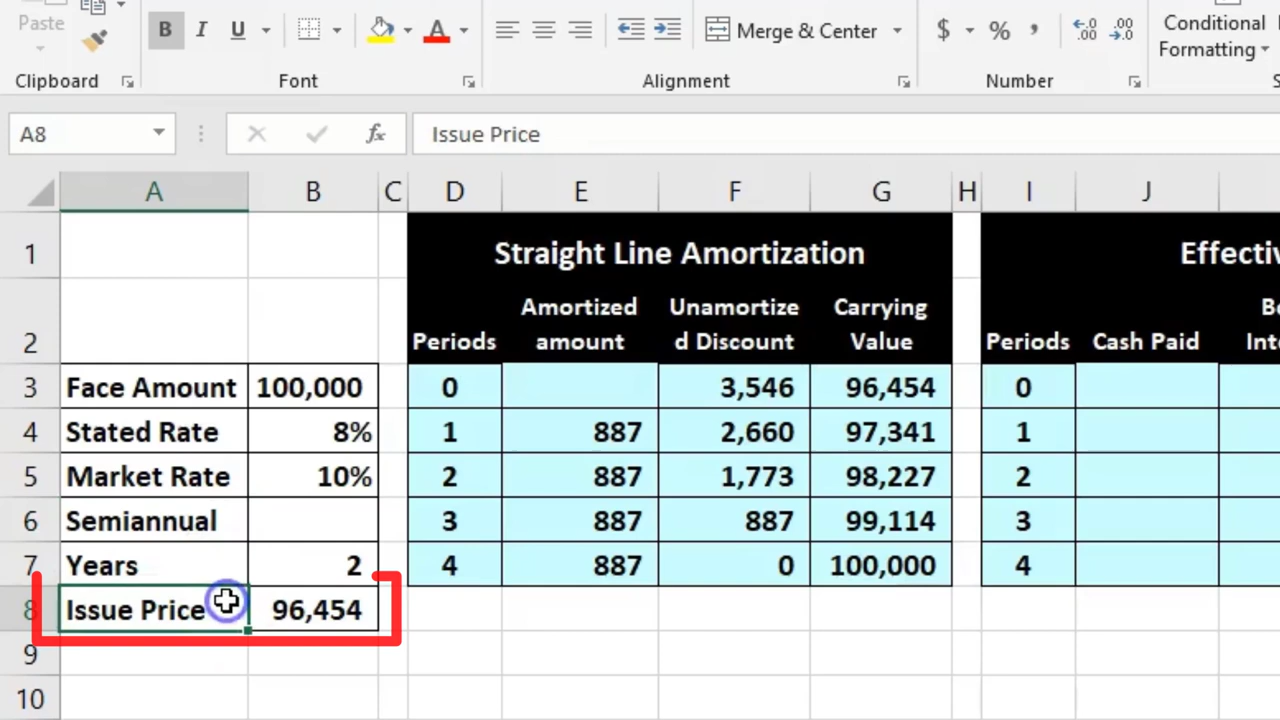 Paste
B I U A
Merge & Center
$ % ,
Conditional
Formatting
Clipboard
Font
Alignment
Number
A8
fx
Issue Price
A B C D E F G H I J
1 Straight Line Amortization Effectiv
Amortized Unamortize Carrying Bo
2 Periods amount d Discount Value Periods Cash Paid Inte
3 Face Amount 100,000 0 3,546 96,454 0
4 Stated Rate 8% 1 887 2,660 97,341 1
5 Market Rate 10% 2 887 1,773 98,227 2
6 Semiannual 3 887 887 99,114 3
7 Years 2 4 887 0 100,000 4
8 Issue Price 96,454
9
10